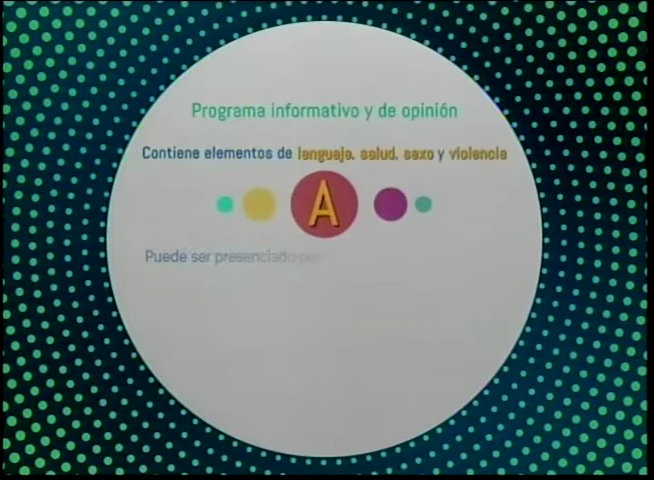 Programa informativo y de opinión
Contiene elementos de lenguaje, salud, sexo y violencia
A
Puede ser presenciado